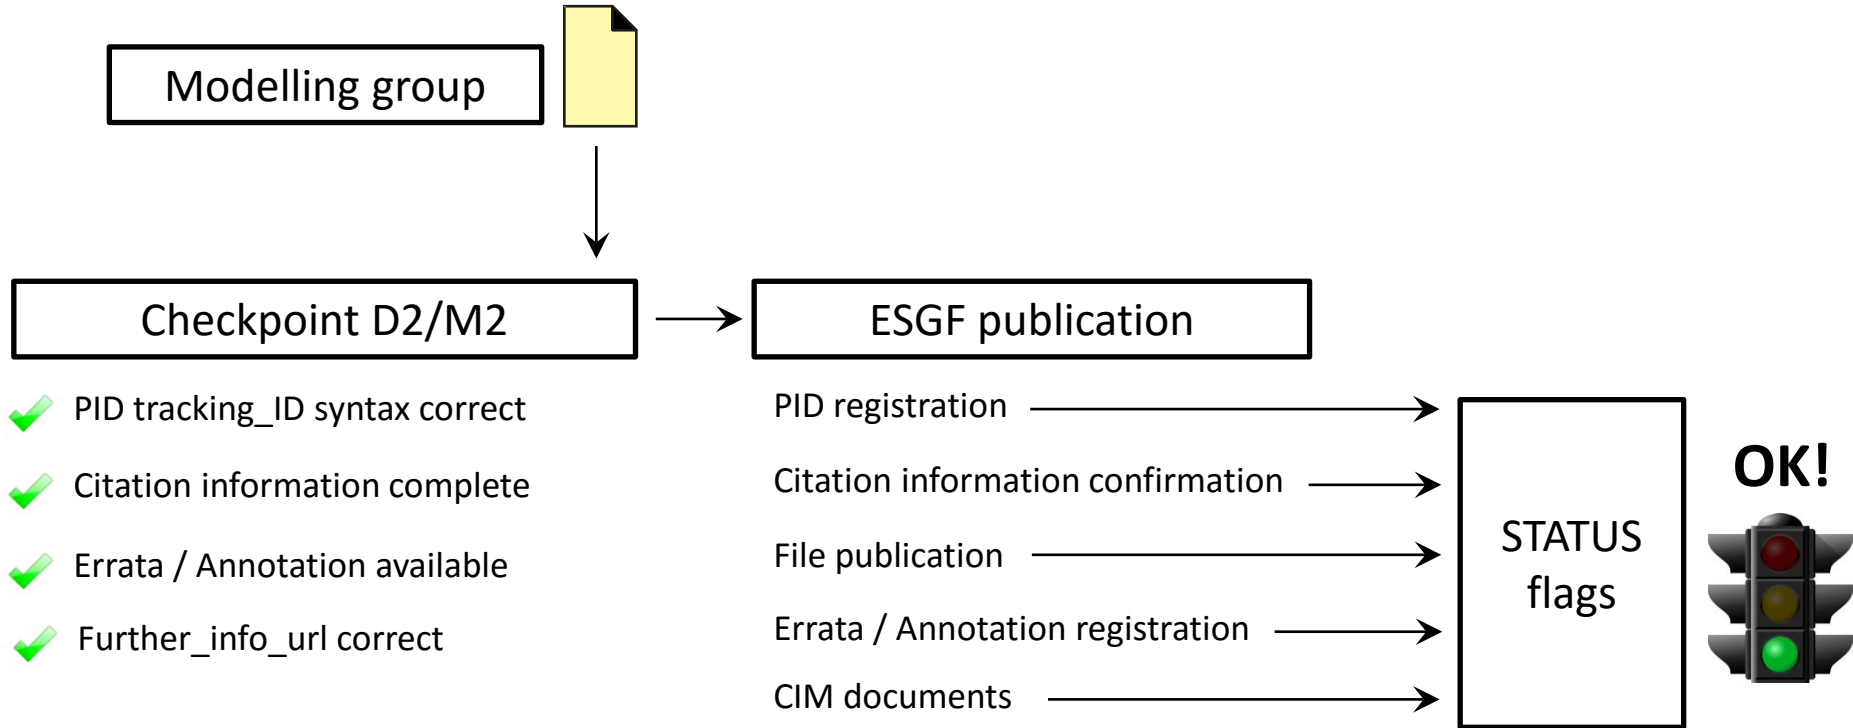 Modelling group
Checkpoint D2/M2
ESGF publication
PID tracking_ID syntax correct
Citation information complete
Errata / Annotation available
Further_info_url correct
PID registration
Citation information confirmation
File publication
Errata / Annotation registration
CIM documents
STATUS
flags
OK!